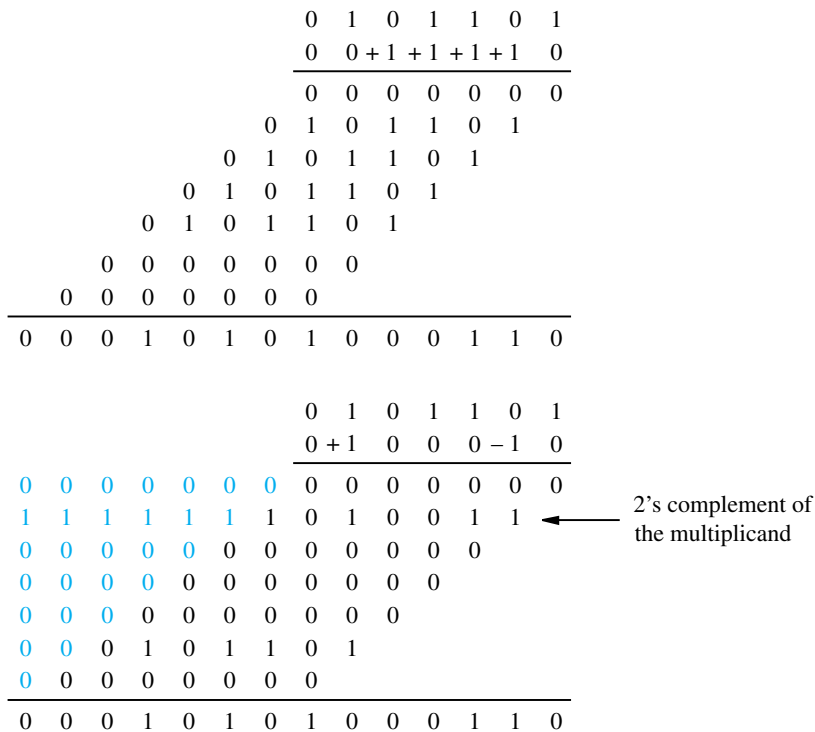 0 1 0 1 1 0 1
0 0 + 1 + 1 + 1 + 1 0
0 0 0 0 0 0 0
0 1 0 1 1 0 1
0 1 0 1 1 0 1
0 1 0 1 1 0 1
0 1 0 1 1 0 1
0 0 0 0 0 0 0
0 0 0 0 0 0 0
0 0 0 1 0 1 0 1 0 0 0 1 1 0
0 1 0 1 1 0 1
0 + 1 0 0 0 – 1 0
0 0 0 0 0 0 0 0 0 0 0 0 0 0
1 1 1 1 1 1 1 0 1 0 0 1 1 2's complement of
the multiplicand
0 0 0 0 0 0 0 0 0 0 0 0
0 0 0 0 0 0 0 0 0 0 0
0 0 0 0 0 0 0 0 0 0
0 0 0 1 0 1 1 0 1
0 0 0 0 0 0 0 0
0 0 0 1 0 1 0 1 0 0 0 1 1 0